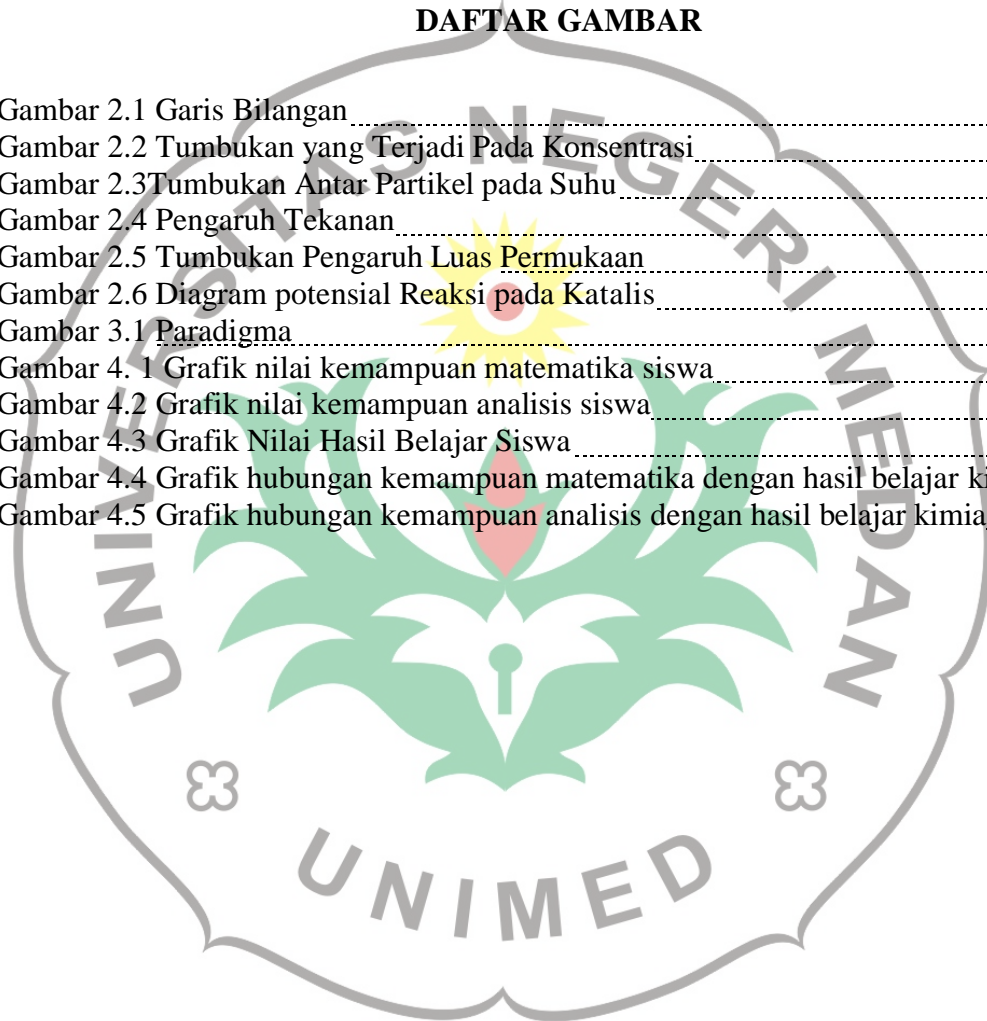 DAFTAR GAMBAR
Gambar 2.1 Garis Bilangan
Gambar 2.2 Tumbukan yang Terjadi Pada Konsentrasi
Gambar 2.3Tumbukan Antar Partikel pada Suhu
Gambar 2.4 Pengaruh Tekanan
Gambar 2.5 Tumbukan Pengaruh Luas Permukaan
Gambar 2.6 Diagram potensial Reaksi pada Katalis
Gambar 3.1 Paradigma
Gambar 4. 1 Grafik nilai kemampuan matematika siswa
Gambar 4.2 Grafik nilai kemampuan analisis siswa
Gambar 4.3 Grafik Nilai Hasil Belajar Siswa
Gambar 4.4 Grafik hubungan kemampuan matematika dengan hasil belajar
Gambar 4.5 Grafik hubungan kemampuan analisis dengan hasil belajar kimia
UNIVERSITAS NEGERI MEDAN
UNIMED